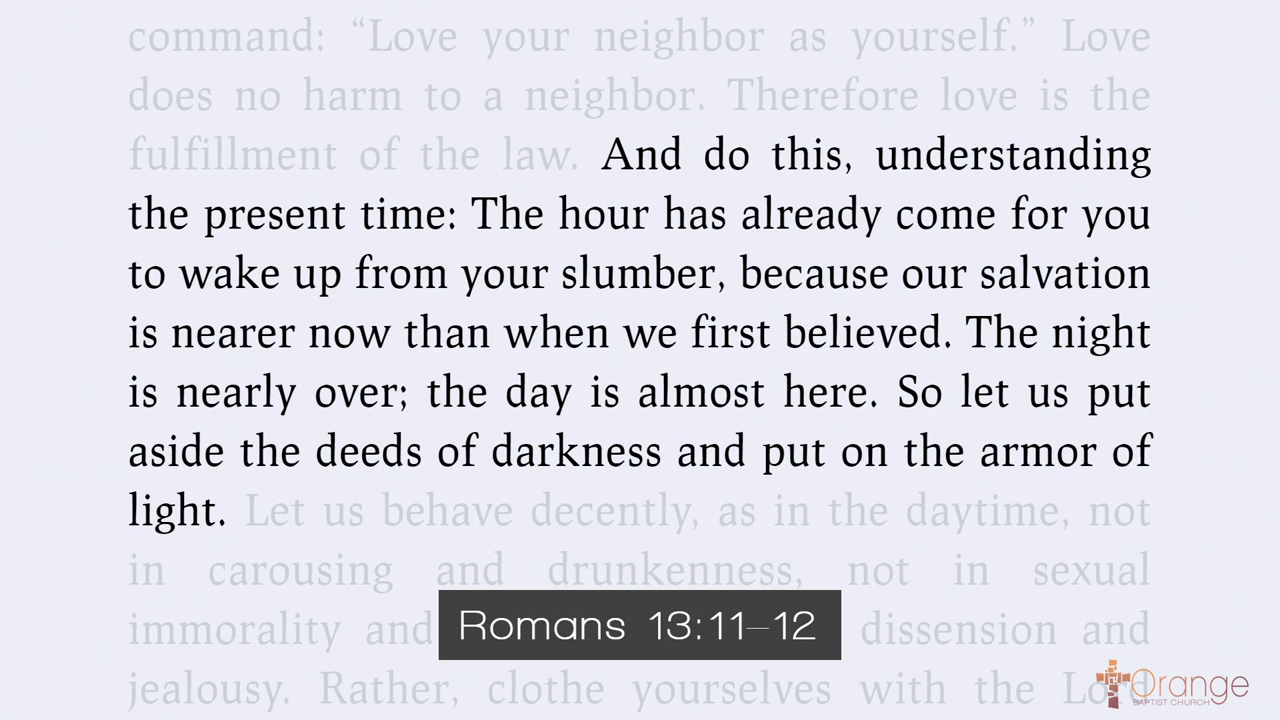 command: “Love your neighbor as yourself.” Love
does no harm to a neighbor. Therefore love is the
fulfillment of the law. And do this, understanding
the present time: The hour has already come for you
to wake up from your slumber, because our salvation
is nearer now than when we first believed. The night
is nearly over; the day is almost here. So let us put
aside the deeds of darkness and put on the armor of
light. Let us behave decently, as in the daytime, not
in carousing and drunkenness, not in sexual
immorality and dissension and
Romans 13:11–12
jealousy. Rather, clothe yourselves with the Lord
Orange
BAPTIST CHURCH